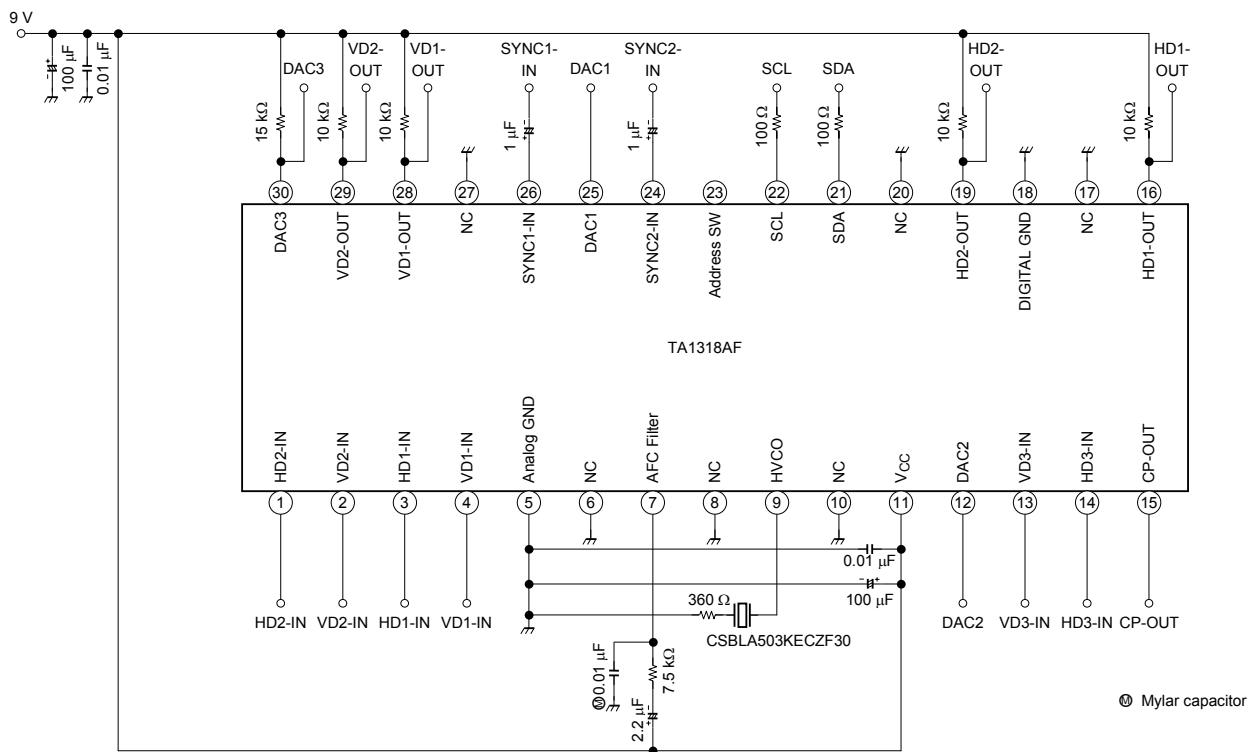 9 V
100 µF
0.01 µF
15 kΩ
DAC3
10 kΩ
VD2-
OUT
10 kΩ
VD1-
OUT
SYNC1-
IN
1 µF
DAC1
SYNC2-
IN
1 µF
SCL
100 Ω
SDA
100 Ω
10 kΩ
HD2-
OUT
10 kΩ
HD1-
OUT
30 29 28 27 26 25 24 23 22 21 20 19 18 17 16
DAC3
VD2-OUT
VD1-OUT
NC
SYNC1-IN
DAC1
SYNC2-IN
Address SW
SCL
SDA
NC
HD2-OUT
DIGITAL GND
NC
HD1-OUT
TA1318AF
HD2-IN
VD2-IN
HD1-IN
VD1-IN
Analog GND
NC
AFC Filter
NC
HVCO
NC
VCC
DAC2
VD3-IN
HD3-IN
CP-OUT
1 2 3 4 5 6 7 8 9 10 11 12 13 14 15
0.01 µF
100 µF
360 Ω
CSBLA503KECZF30
HD2-IN VD2-IN HD1-IN VD1-IN
DAC2 VD3-IN HD3-IN CP-OUT
Ⓜ0.01 µF
7.5 kΩ
2.2 µF
Ⓜ Mylar capacitor